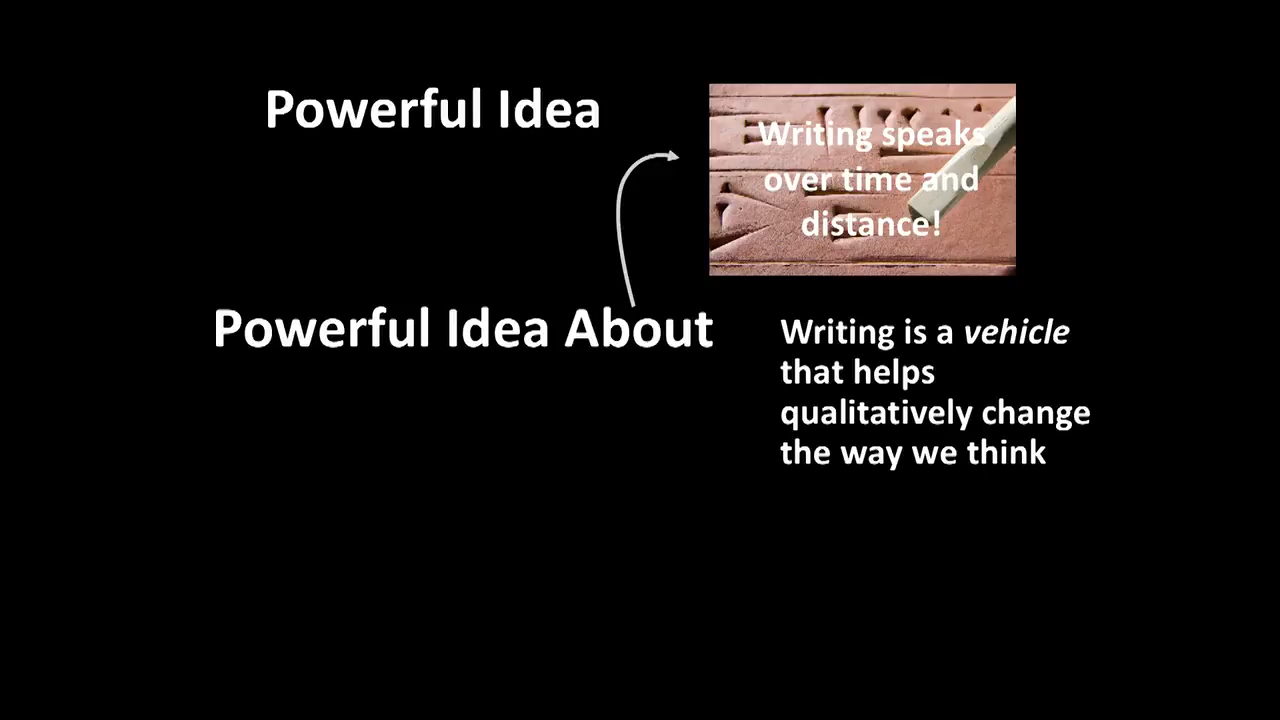 Powerful Idea
Writing speaks
over time and
distance!
Powerful Idea About
Writing is a vehicle
that helps
qualitatively change
the way we think